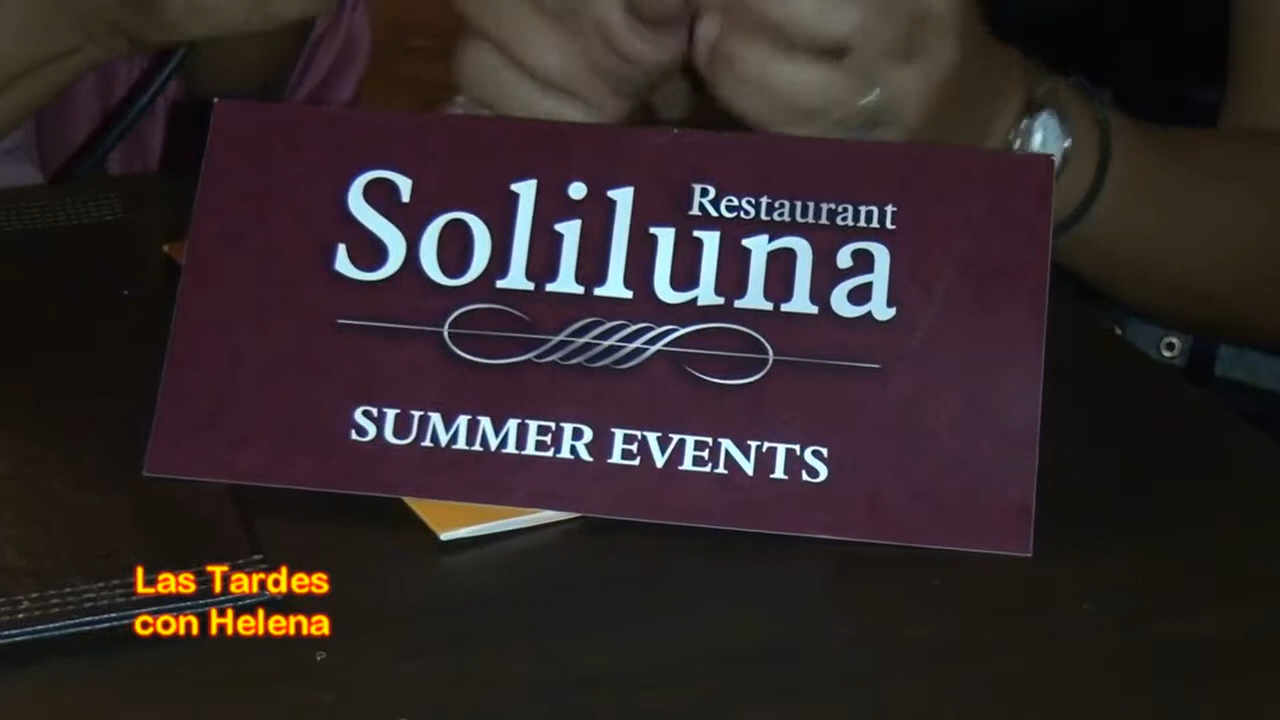 Restaurant
Soliluna
SUMMER EVENTS
Las Tardes
con Helena